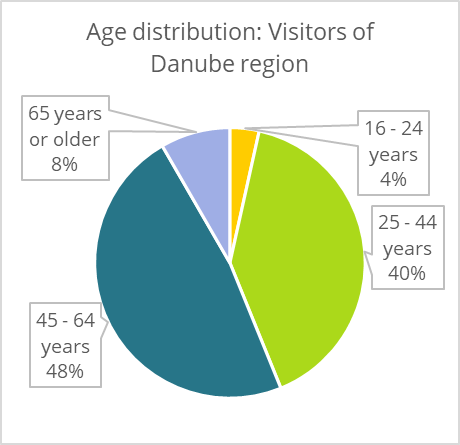 Age distribution: Visitors of
Danube region
65 years
or older
8%
16 - 24
years
4%
25 - 44
years
40%
45 - 64
years
48%